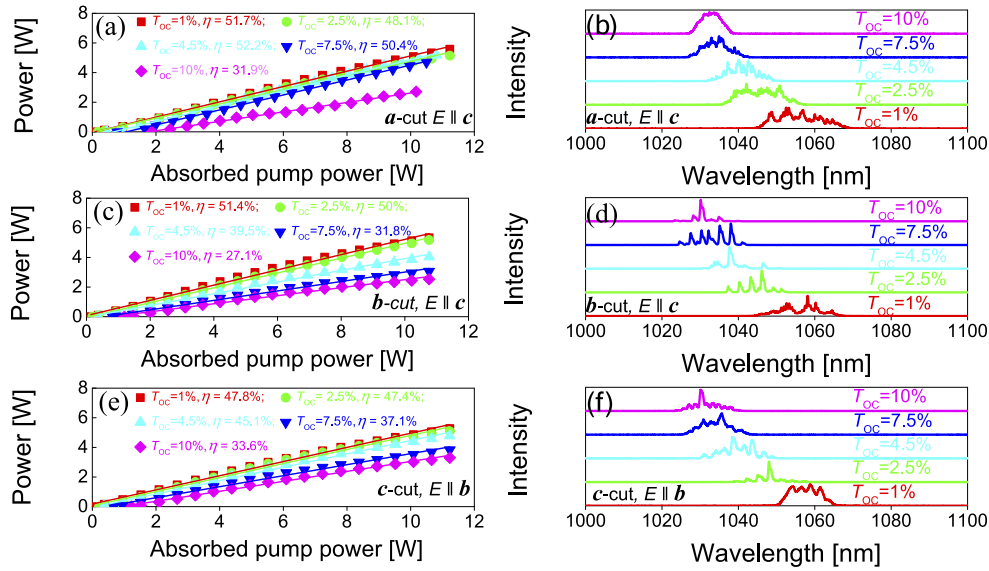 (a)
T_OC=1%, η = 51.7%; T_OC= 2.5%, η = 48.1%;
T_OC=4.5%, η = 52.2%; T_OC=7.5%, η = 50.4%
T_OC=10%, η = 31.9%
a-cut E ∥ c
Power [W]
8
6
4
2
0
0 2 4 6 8 10 12
Absorbed pump power [W]
(b)
T_OC=10%
T_OC=7.5%
T_OC=4.5%
T_OC=2.5%
T_OC=1%
a-cut, E ∥ c
Intensity
1000 1020 1040 1060 1080 1100
Wavelength [nm]
(c)
T_OC=1%, η = 51.4%; T_OC= 2.5%, η = 50%;
T_OC=4.5%, η = 39.5%; T_OC=7.5%, η = 31.8%
T_OC=10%, η = 27.1%
b-cut, E ∥ c
Power [W]
8
6
4
2
0
0 2 4 6 8 10 12
Absorbed pump power [W]
(d)
T_OC=10%
T_OC=7.5%
T_OC=4.5%
T_OC=2.5%
T_OC=1%
b-cut, E ∥ c
Intensity
1000 1020 1040 1060 1080 1100
Wavelength [nm]
(e)
T_OC=1%, η = 47.8%; T_OC= 2.5%, η = 47.4%;
T_OC=4.5%, η = 45.1%; T_OC=7.5%, η = 37.1%
T_OC=10%, η = 33.6%
c-cut, E ∥ b
Power [W]
8
6
4
2
0
0 2 4 6 8 10 12
Absorbed pump power [W]
(f)
T_OC=10%
T_OC=7.5%
T_OC=4.5%
T_OC=2.5%
T_OC=1%
c-cut, E ∥ b
Intensity
1000 1020 1040 1060 1080 1100
Wavelength [nm]